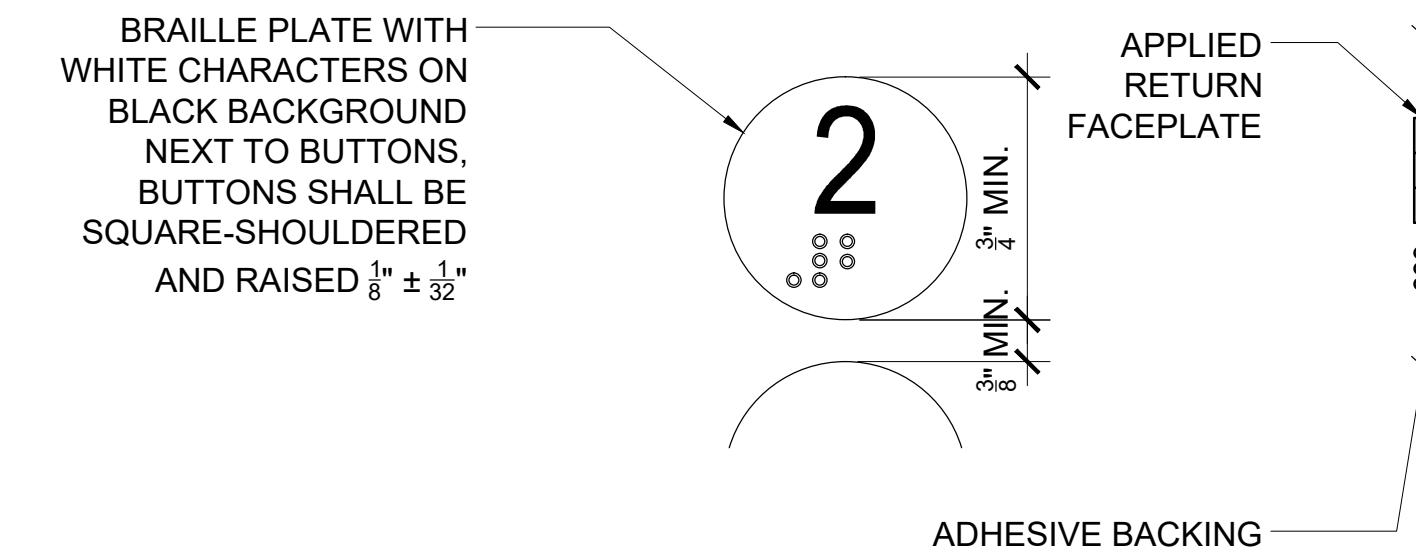 BRAILLE PLATE WITH
WHITE CHARACTERS ON
BLACK BACKGROUND
NEXT TO BUTTONS,
BUTTONS SHALL BE
SQUARE-SHOULDERED
AND RAISED 1/8" ± 1/32"
2
3/4" MIN.
3/8" MIN.
APPLIED
RETURN
FACEPLATE
ADHESIVE BACKING